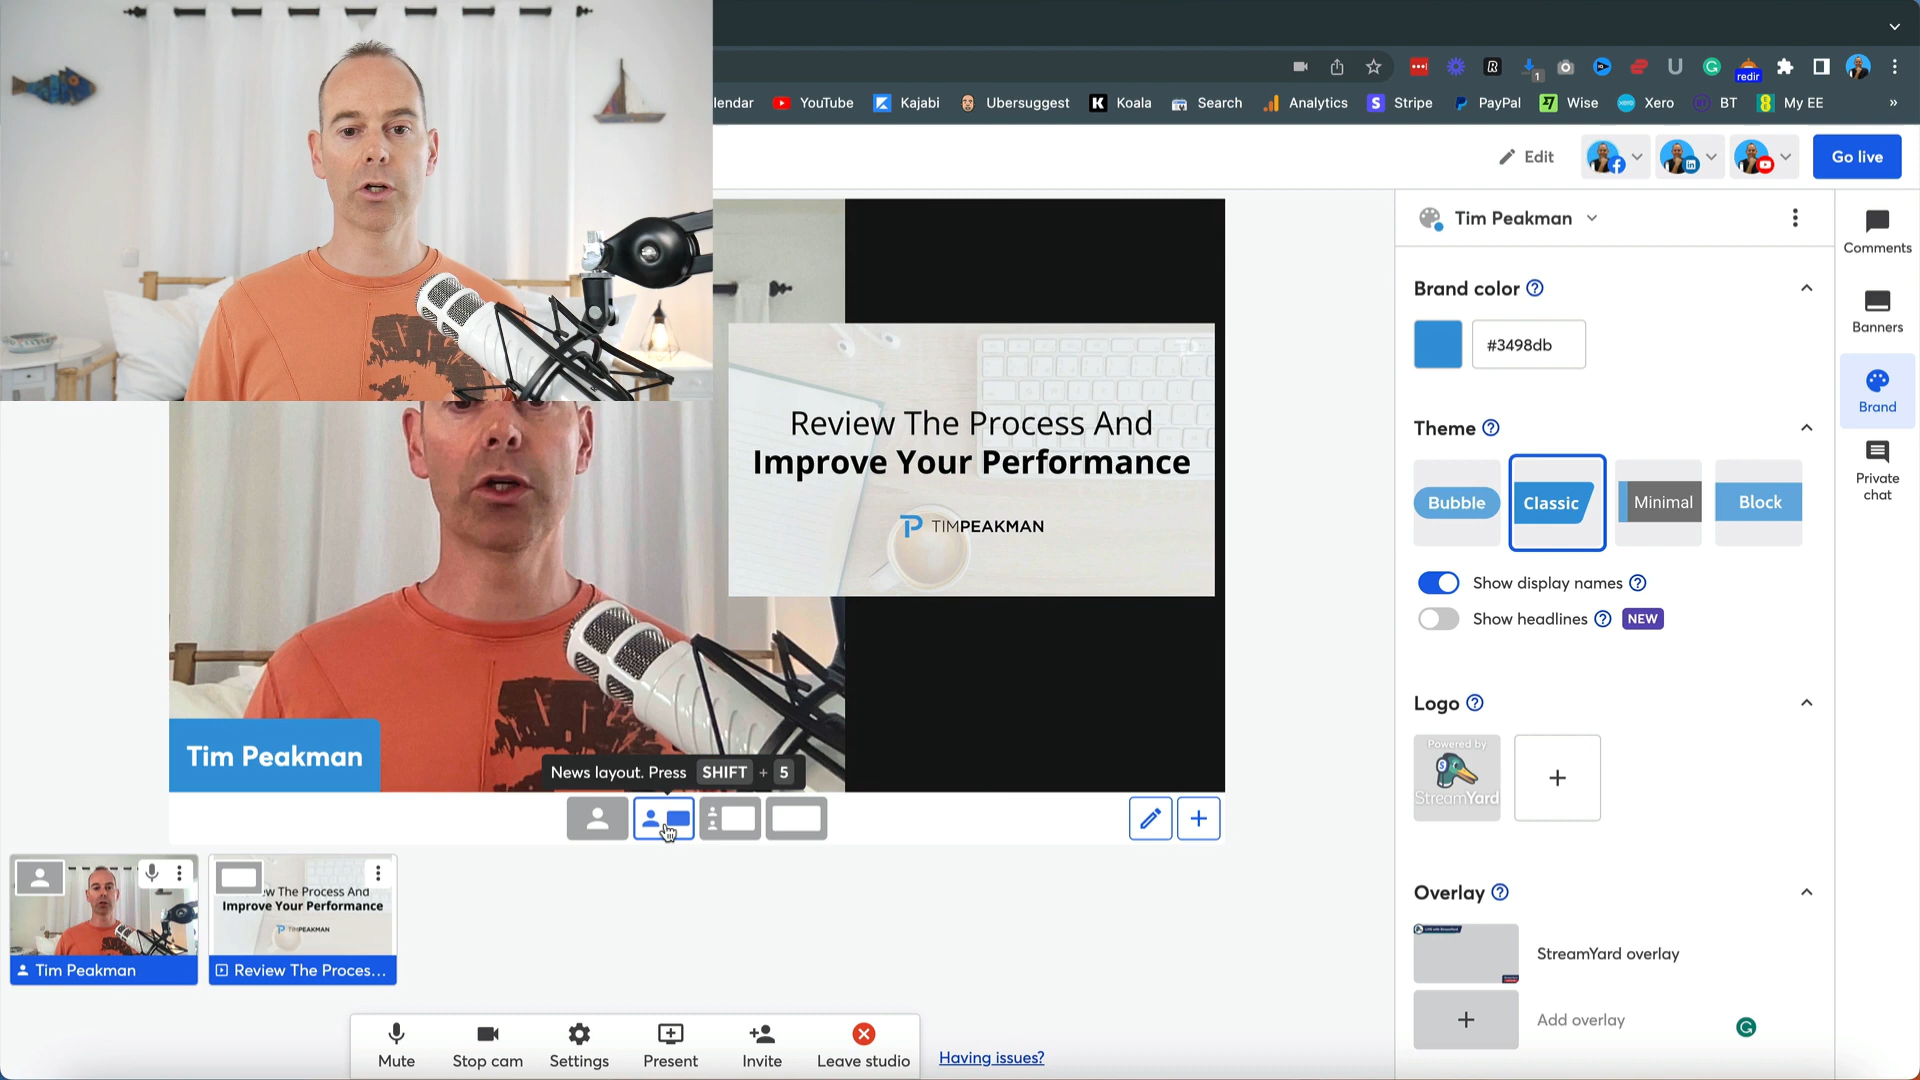 redir
1
lendar
YouTube
Kajabi
Ubersuggest
Koala
Search
Analytics
Stripe
PayPal
Wise
Xero
BT
My EE
»
Edit
Go live
Tim Peakman
Comments
Banners
Brand
Private
chat
Brand color
#3498db
Theme
Bubble
Classic
Minimal
Block
Show display names
Show headlines
NEW
Logo
Powered by
StreamYard
Overlay
StreamYard overlay
Add overlay
Review The Process And
Improve Your Performance
TIMPEAKMAN
Tim Peakman
News layout. Press SHIFT + 5
Tim Peakman
ew The Process And
Improve Your Performance
TIMPEAKMAN
Review The Proces...
Mute
Stop cam
Settings
Present
Invite
Leave studio
Having issues?